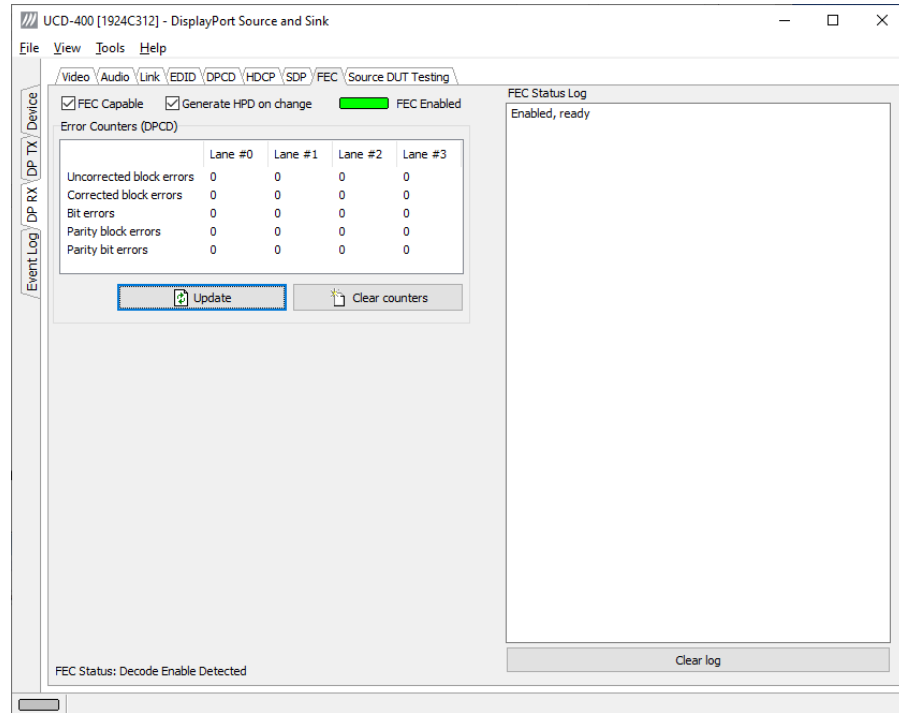 UCD-400 [1924C312] - DisplayPort Source and Sink
File View Tools Help
Video Audio Link EDID DPCD HDCP SDP FEC Source DUT Testing
Device
DP TX
DP RX
Event Log
FEC Capable Generate HPD on change FEC Enabled
Error Counters (DPCD)
Lane #0 Lane #1 Lane #2 Lane #3
Uncorrected block errors 0 0 0 0
Corrected block errors 0 0 0 0
Bit errors 0 0 0 0
Parity block errors 0 0 0 0
Parity bit errors 0 0 0 0
Update Clear counters
FEC Status: Decode Enable Detected
FEC Status Log
Enabled, ready
Clear log